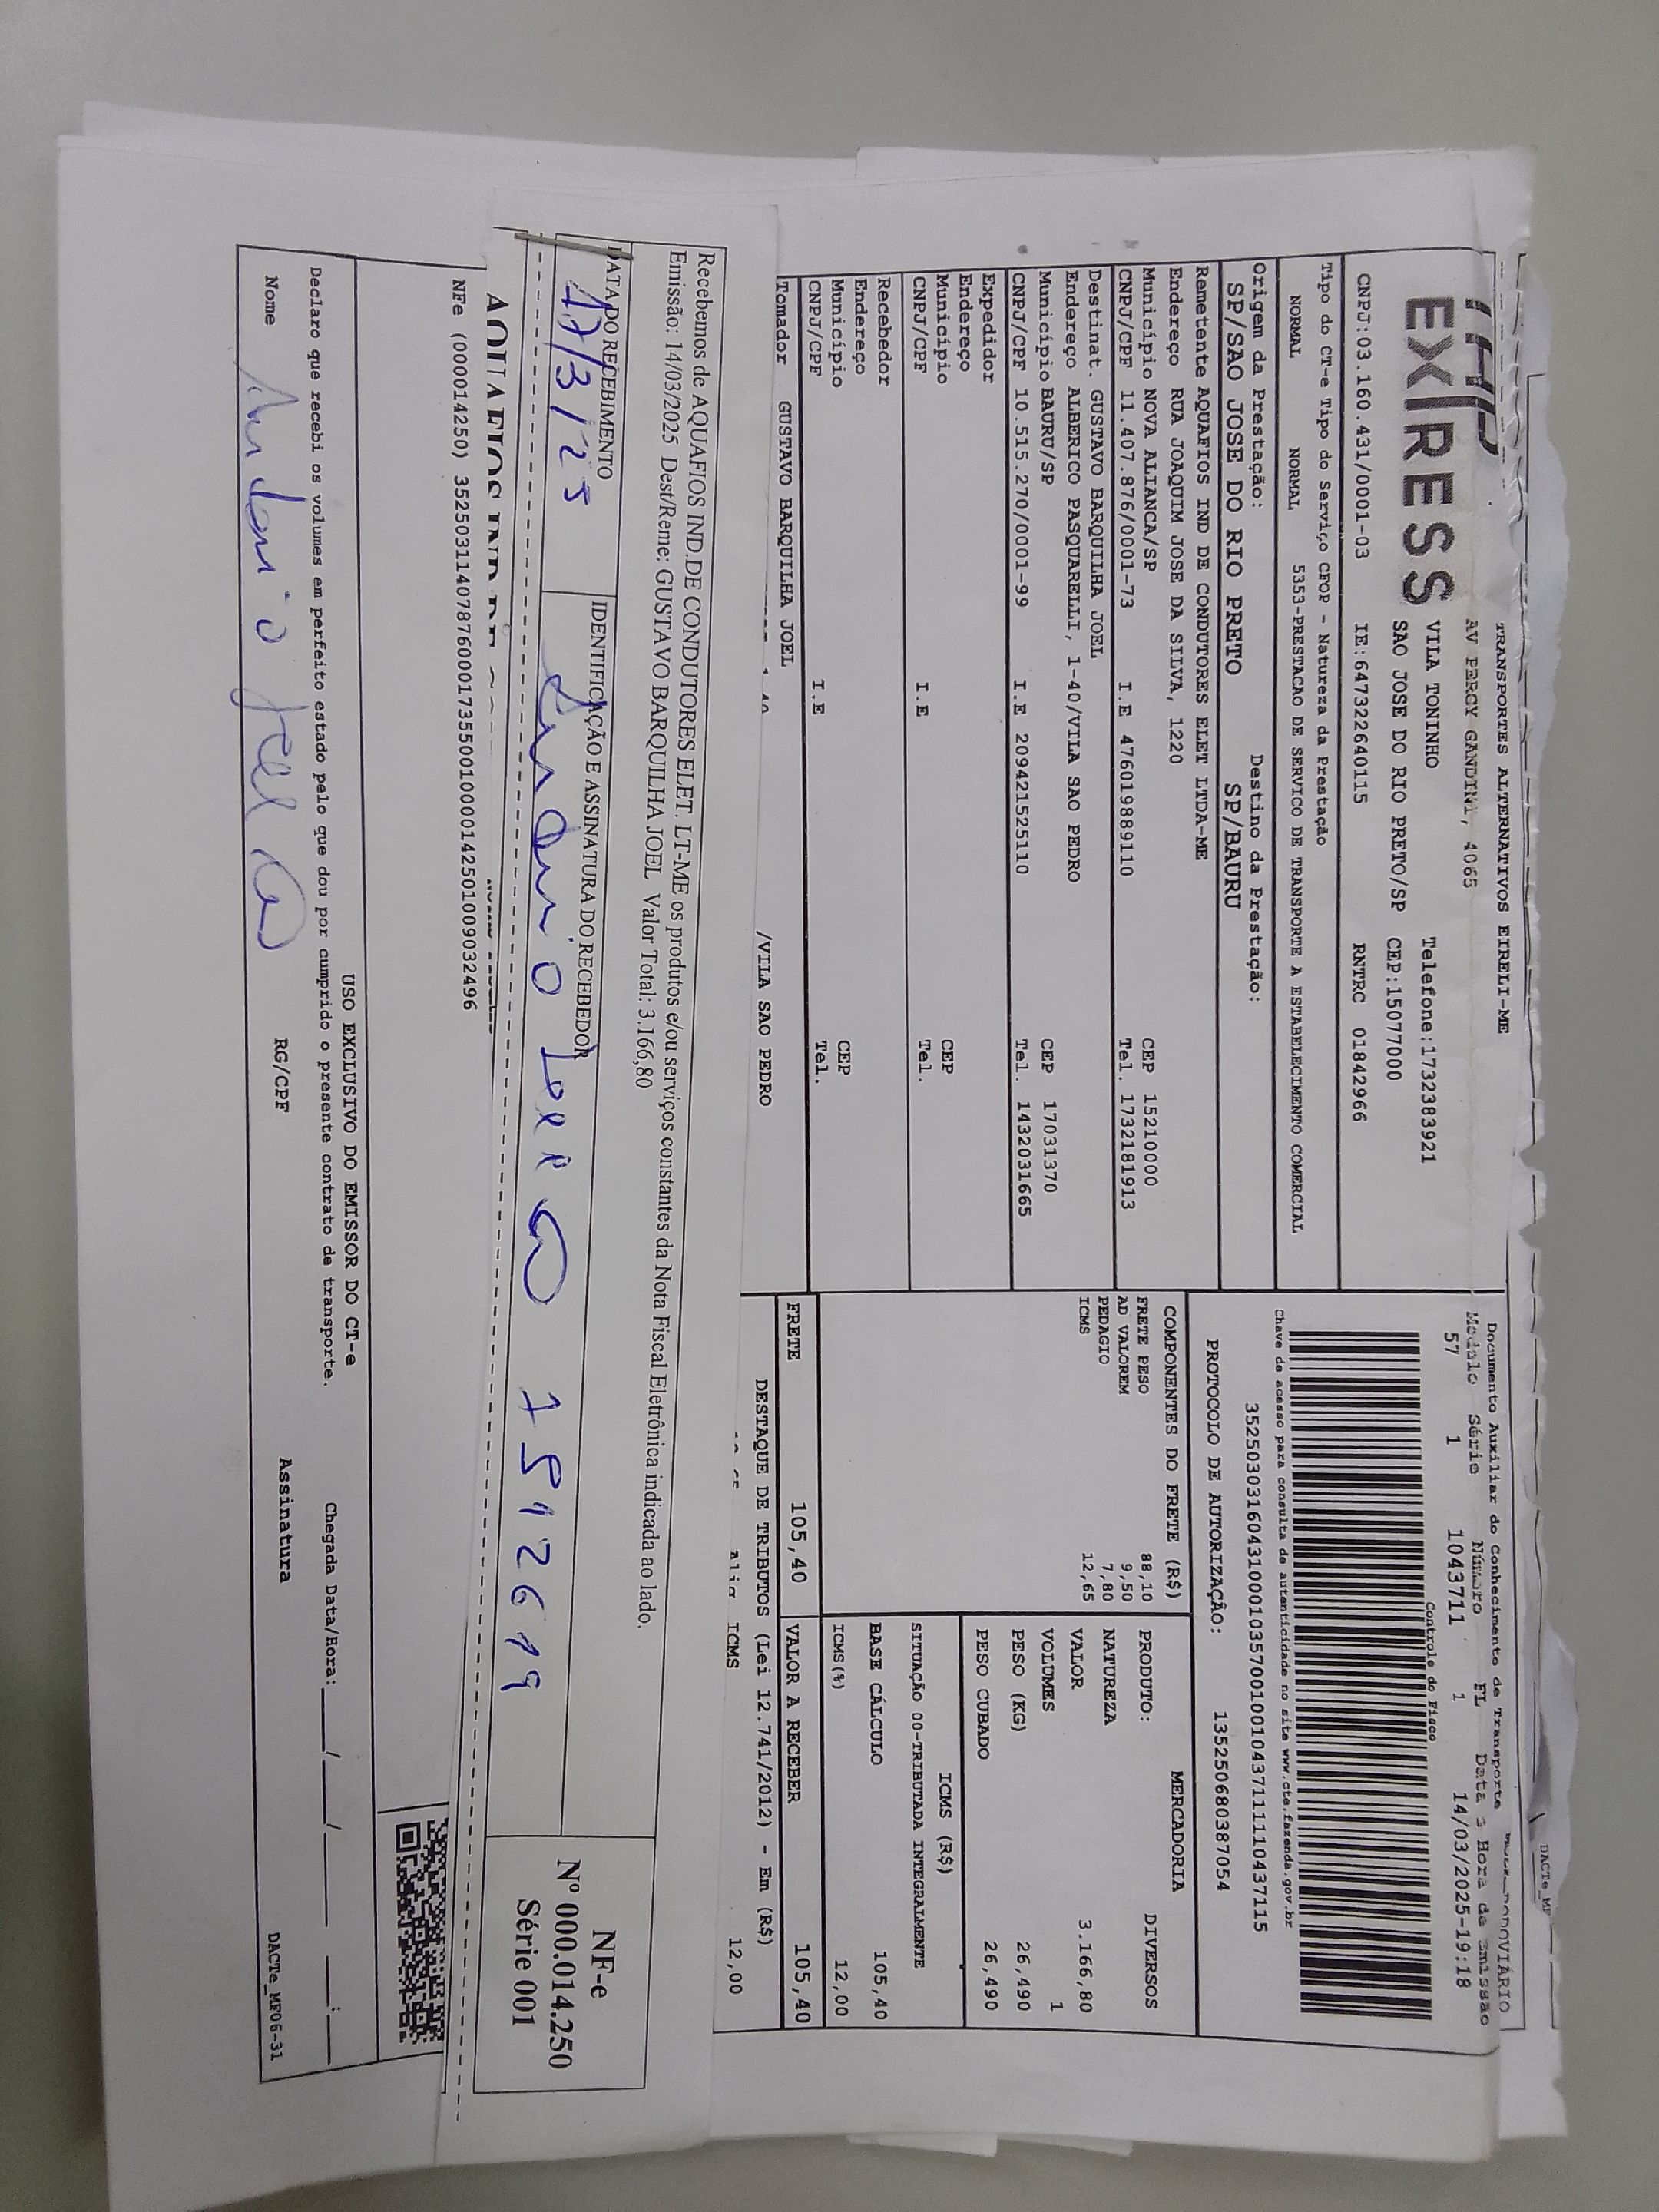 EXPRESS
TRANSPORTES ALTERNATIVOS EIRELI-ME
AV PERCY GANDINI, 4065
VILA TONINHO Telefone:1732383921
SAO JOSE DO RIO PRETO/SP CEP:15077000
CNPJ:03.160.431/0001-03 IE:647322640115 RNTRC 01842966
Tipo do CT-e Tipo do Serviço CFOP - Natureza da Prestação
NORMAL NORMAL 5353-PRESTACAO DE SERVICO DE TRANSPORTE A ESTABELECIMENTO COMERCIAL
Origem da Prestação: Destino da Prestação:
SP/SAO JOSE DO RIO PRETO SP/BAURU
Remetente AQUAFIOS IND DE CONDUTORES ELET LTDA-ME
Endereço RUA JOAQUIM JOSE DA SILVA, 1220
Município NOVA ALIANCA/SP CEP 15210000
CNPJ/CPF 11.407.876/0001-73 I.E 476019889110 Tel. 1732181913
Destinat. GUSTAVO BARQUILHA JOEL
Endereço ALBERICO PASQUARELLI, 1-40/VILA SAO PEDRO
Município BAURU/SP CEP 17031370
CNPJ/CPF 10.515.270/0001-99 I.E 209421525110 Tel. 1432031665
Expedidor
Endereço
Município CEP
CNPJ/CPF I.E Tel.
Recebedor
Endereço
Município CEP
CNPJ/CPF I.E Tel.
Tomador GUSTAVO BARQUILHA JOEL
/VILA SAO PEDRO
DACTe_MF
RODOVIÁRIO
Documento Auxiliar do Conhecimento de Transporte
Modelo Série Número FL Data e Hora de Emissão
57 1 1043711 1 14/03/2025-19:18
Controle do Fisco
Chave de acesso para consulta de autenticidade no site www.cte.fazenda.gov.br
35250303160431000103570010010437111110437115
PROTOCOLO DE AUTORIZAÇÃO: 135250680387054
COMPONENTES DO FRETE (R$)
FRETE PESO 88,10
AD VALOREM 9,50
PEDAGIO 7,80
ICMS 12,65
MERCADORIA
PRODUTO: DIVERSOS
NATUREZA
VALOR 3.166,80
VOLUMES 1
PESO (KG) 26,490
PESO CUBADO 26,490
ICMS (R$)
SITUAÇÃO 00-TRIBUTADA INTEGRALMENTE
BASE CÁLCULO 105,40
ICMS(%) 12,00
FRETE 105,40 VALOR A RECEBER 105,40
DESTAQUE DE TRIBUTOS (Lei 12.741/2012) - Em (R$)
Aliq ICMS 12,00
Recebemos de AQUAFIOS IND.DE CONDUTORES ELET. LT-ME os produtos e/ou serviços constantes da Nota Fiscal Eletrônica indicada ao lado.
Emissão: 14/03/2025 Dest/Reme: GUSTAVO BARQUILHA JOEL Valor Total: 3.166,80
DATA DO RECEBIMENTO IDENTIFICAÇÃO E ASSINATURA DO RECEBEDOR
17/3/25 Antonio
NF-e
Nº 000.014.250
Série 001
NFe (000014250) 35250311407876000173550010000142501009032496
USO EXCLUSIVO DO EMISSOR DO CT-e
Declaro que recebi os volumes em perfeito estado pelo que dou por cumprido o presente contrato de transporte. Chegada Data/Hora:___/___/___ __:__
Nome Antonio RG/CPF Assinatura
DACTe_MF06-31